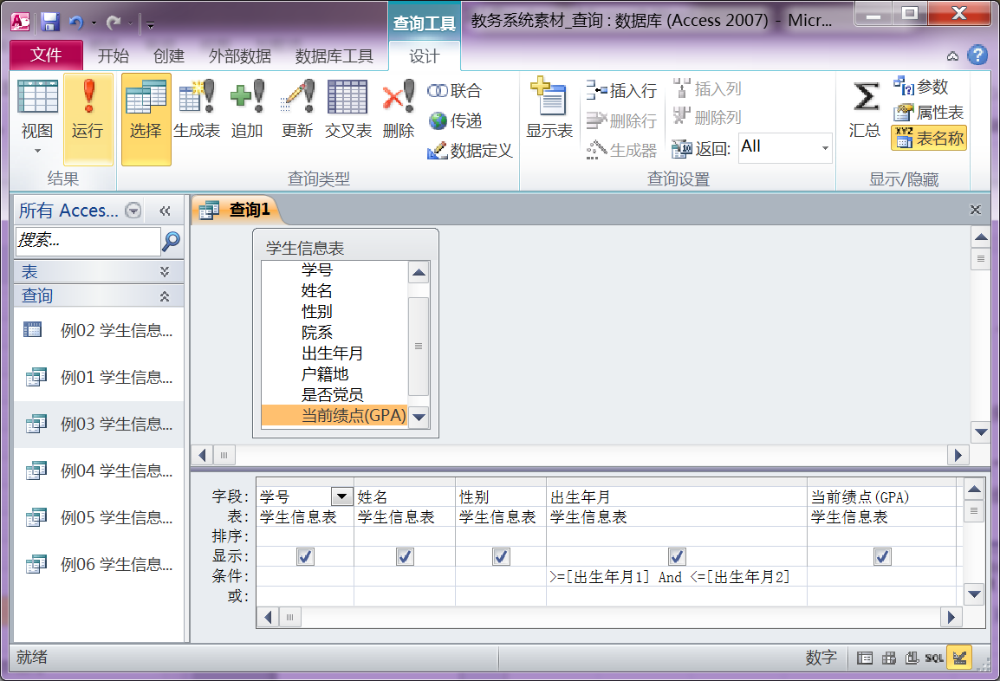 查询工具
教务系统素材_查询 : 数据库 (Access 2007) - Micr...
文件
开始
创建
外部数据
数据库工具
设计
视图
运行
选择
生成表
追加
更新
交叉表
删除
联合
传递
数据定义
显示表
插入行
删除行
生成器
插入列
删除列
返回:
All
汇总
参数
属性表
表名称
结果
查询类型
查询设置
显示/隐藏
所有 Acces...
查询1
搜索...
表
查询
例02 学生信息...
例01 学生信息...
例03 学生信息...
例04 学生信息...
例05 学生信息...
例06 学生信息...
学生信息表
学号
姓名
性别
院系
出生年月
户籍地
是否党员
当前绩点(GPA)
字段: 学号 姓名 性别 出生年月 当前绩点(GPA)
表: 学生信息表 学生信息表 学生信息表 学生信息表 学生信息表
排序:
显示:
条件: >=[出生年月1] And <=[出生年月2]
或:
就绪
数字
SQL